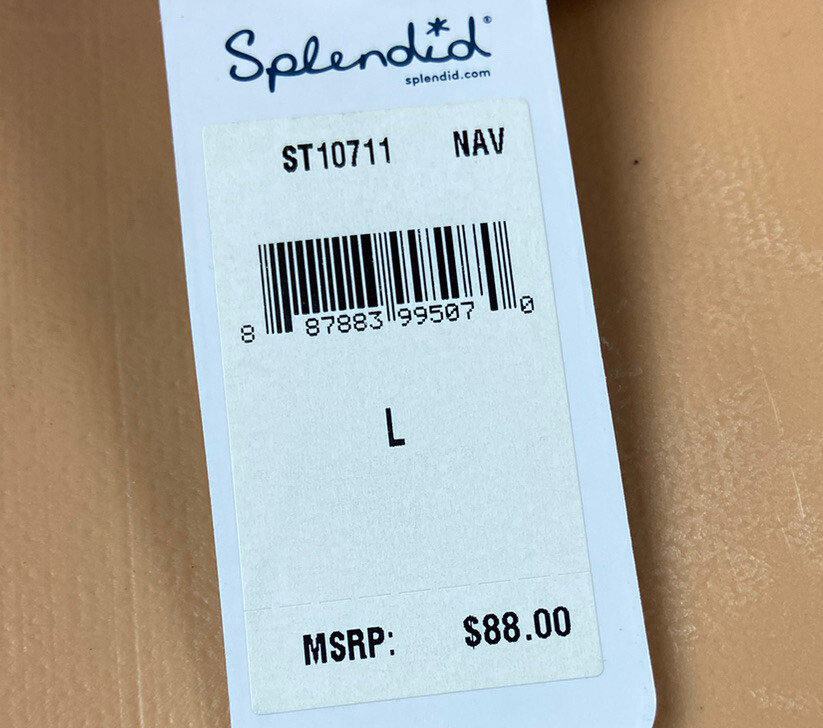 Splendid®
splendid.com
ST10711 NAV
8 87883 99507 0
L
MSRP: $88.00